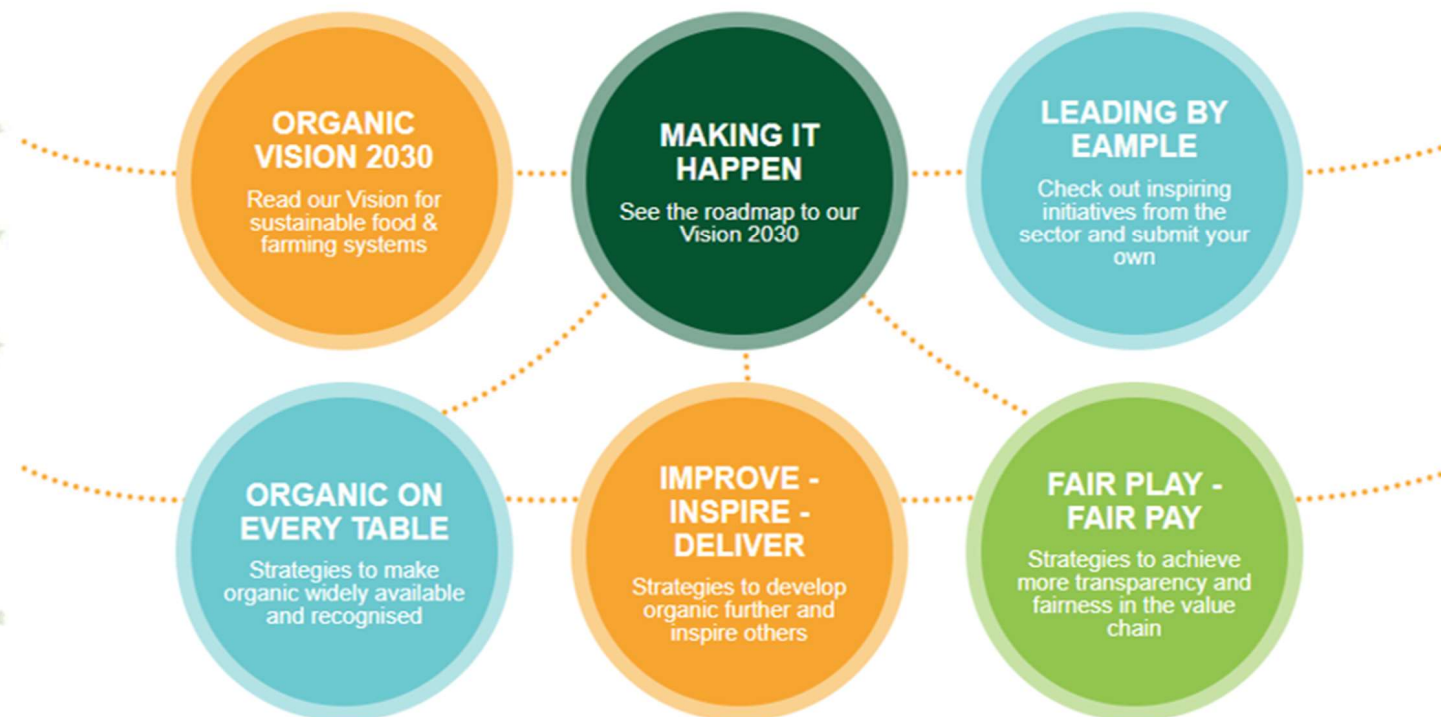 ORGANIC
VISION 2030
Read our Vision for
sustainable food &
farming systems
MAKING IT
HAPPEN
See the roadmap to our
Vision 2030
LEADING BY
EAMPLE
Check out inspiring
initiatives from the
sector and submit your
own
ORGANIC ON
EVERY TABLE
Strategies to make
organic widely available
and recognised
IMPROVE -
INSPIRE -
DELIVER
Strategies to develop
organic further and
inspire others
FAIR PLAY -
FAIR PAY
Strategies to achieve
more transparency and
fairness in the value
chain